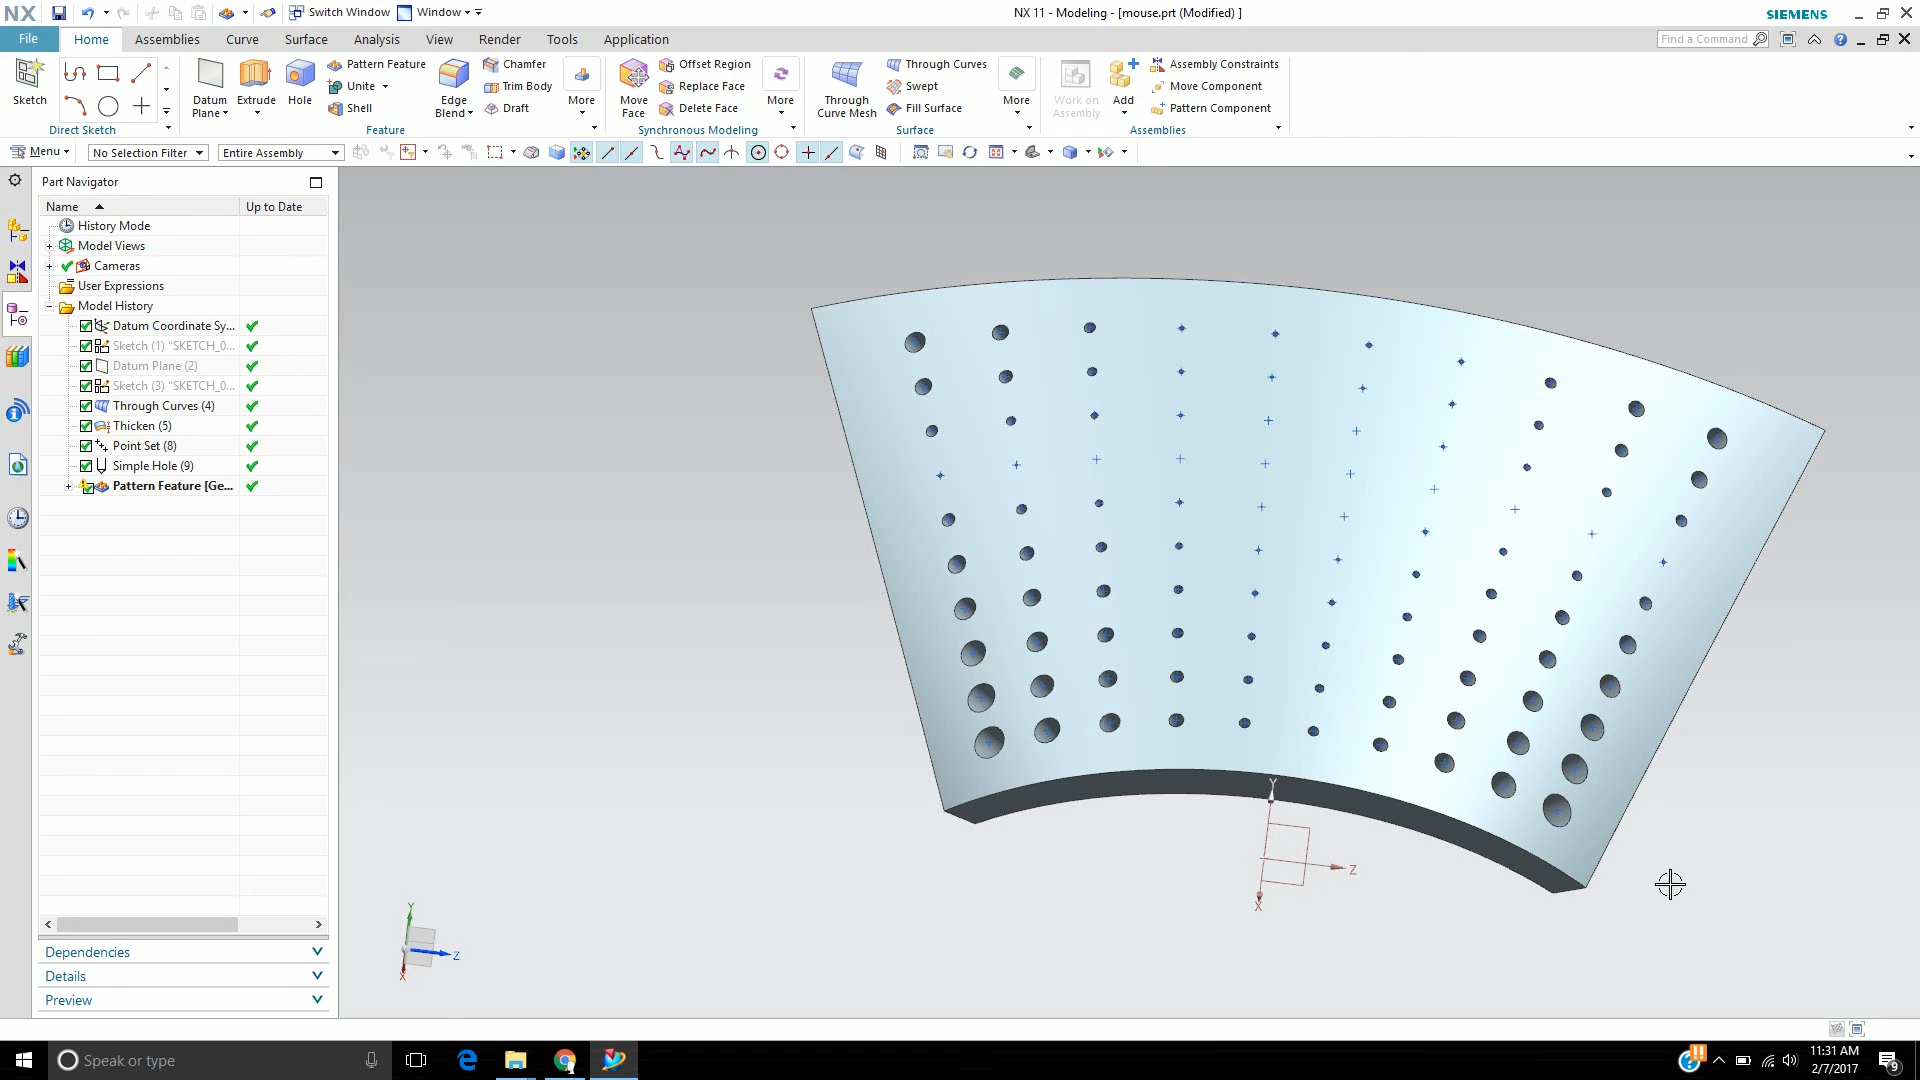 NX Switch Window Window NX 11 - Modeling - [mouse.prt (Modified) ] SIEMENS
File Home Assemblies Curve Surface Analysis View Render Tools Application Find a Command
Sketch
Direct Sketch
Datum Plane
Extrude
Hole
Pattern Feature
Unite
Shell
Edge Blend
Chamfer
Trim Body
Draft
More
Feature
Move Face
Offset Region
Replace Face
Delete Face
More
Synchronous Modeling
Through Curve Mesh
Through Curves
Swept
Fill Surface
More
Surface
Work on Assembly
Add
Assembly Constraints
Move Component
Pattern Component
Assemblies
Menu No Selection Filter Entire Assembly
Part Navigator
Name Up to Date
History Mode
Model Views
Cameras
User Expressions
Model History
Datum Coordinate Sy...
Sketch (1) "SKETCH_0...
Datum Plane (2)
Sketch (3) "SKETCH_0...
Through Curves (4)
Thicken (5)
Point Set (8)
Simple Hole (9)
Pattern Feature [Ge...
Dependencies
Details
Preview
Y
Z
X
Y
Z
X
Speak or type
11:31 AM
2/7/2017
9